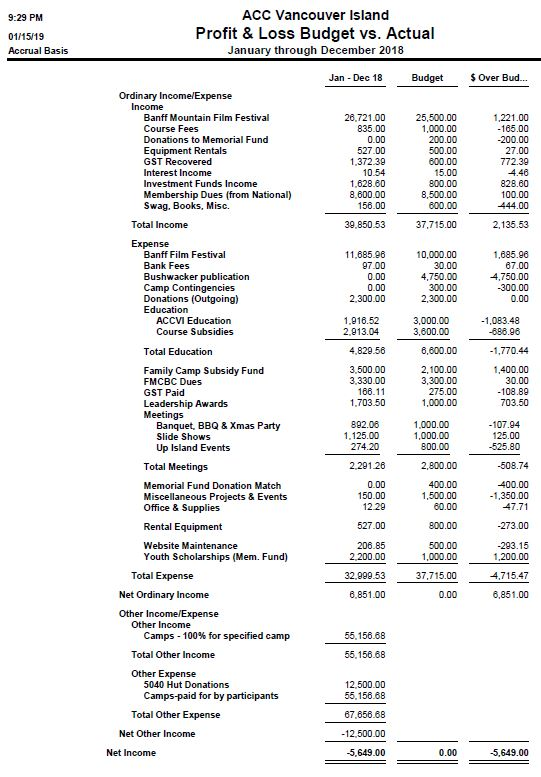 9:29 PM
ACC Vancouver Island
01/15/19
Profit & Loss Budget vs. Actual
Accrual Basis
January through December 2018
Jan - Dec 18 Budget $ Over Bud...
Ordinary Income/Expense
Income
Banff Mountain Film Festival 26,721.00 25,500.00 1,221.00
Course Fees 835.00 1,000.00 -165.00
Donations to Memorial Fund 0.00 200.00 -200.00
Equipment Rentals 527.00 500.00 27.00
GST Recovered 1,372.39 600.00 772.39
Interest Income 10.54 15.00 -4.46
Investment Funds Income 1,628.60 800.00 828.60
Membership Dues (from National) 8,600.00 8,500.00 100.00
Swag, Books, Misc. 156.00 600.00 -444.00
Total Income 39,850.53 37,715.00 2,135.53
Expense
Banff Film Festival 11,685.96 10,000.00 1,685.96
Bank Fees 97.00 30.00 67.00
Bushwacker publication 0.00 4,750.00 -4,750.00
Camp Contingencies 0.00 300.00 -300.00
Donations (Outgoing) 2,300.00 2,300.00 0.00
Education
ACCVI Education 1,916.52 3,000.00 -1,083.48
Course Subsidies 2,913.04 3,600.00 -686.96
Total Education 4,829.56 6,600.00 -1,770.44
Family Camp Subsidy Fund 3,500.00 2,100.00 1,400.00
FMCBC Dues 3,330.00 3,300.00 30.00
GST Paid 166.11 275.00 -108.89
Leadership Awards 1,703.50 1,000.00 703.50
Meetings
Banquet, BBQ & Xmas Party 892.06 1,000.00 -107.94
Slide Shows 1,125.00 1,000.00 125.00
Up Island Events 274.20 800.00 -525.80
Total Meetings 2,291.26 2,800.00 -508.74
Memorial Fund Donation Match 0.00 400.00 -400.00
Miscellaneous Projects & Events 150.00 1,500.00 -1,350.00
Office & Supplies 12.29 60.00 -47.71
Rental Equipment 527.00 800.00 -273.00
Website Maintenance 206.85 500.00 -293.15
Youth Scholarships (Mem. Fund) 2,200.00 1,000.00 1,200.00
Total Expense 32,999.53 37,715.00 -4,715.47
Net Ordinary Income 6,851.00 0.00 6,851.00
Other Income/Expense
Other Income
Camps - 100% for specified camp 55,156.68
Total Other Income 55,156.68
Other Expense
5040 Hut Donations 12,500.00
Camps-paid for by participants 55,156.68
Total Other Expense 67,656.68
Net Other Income -12,500.00
Net Income -5,649.00 0.00 -5,649.00